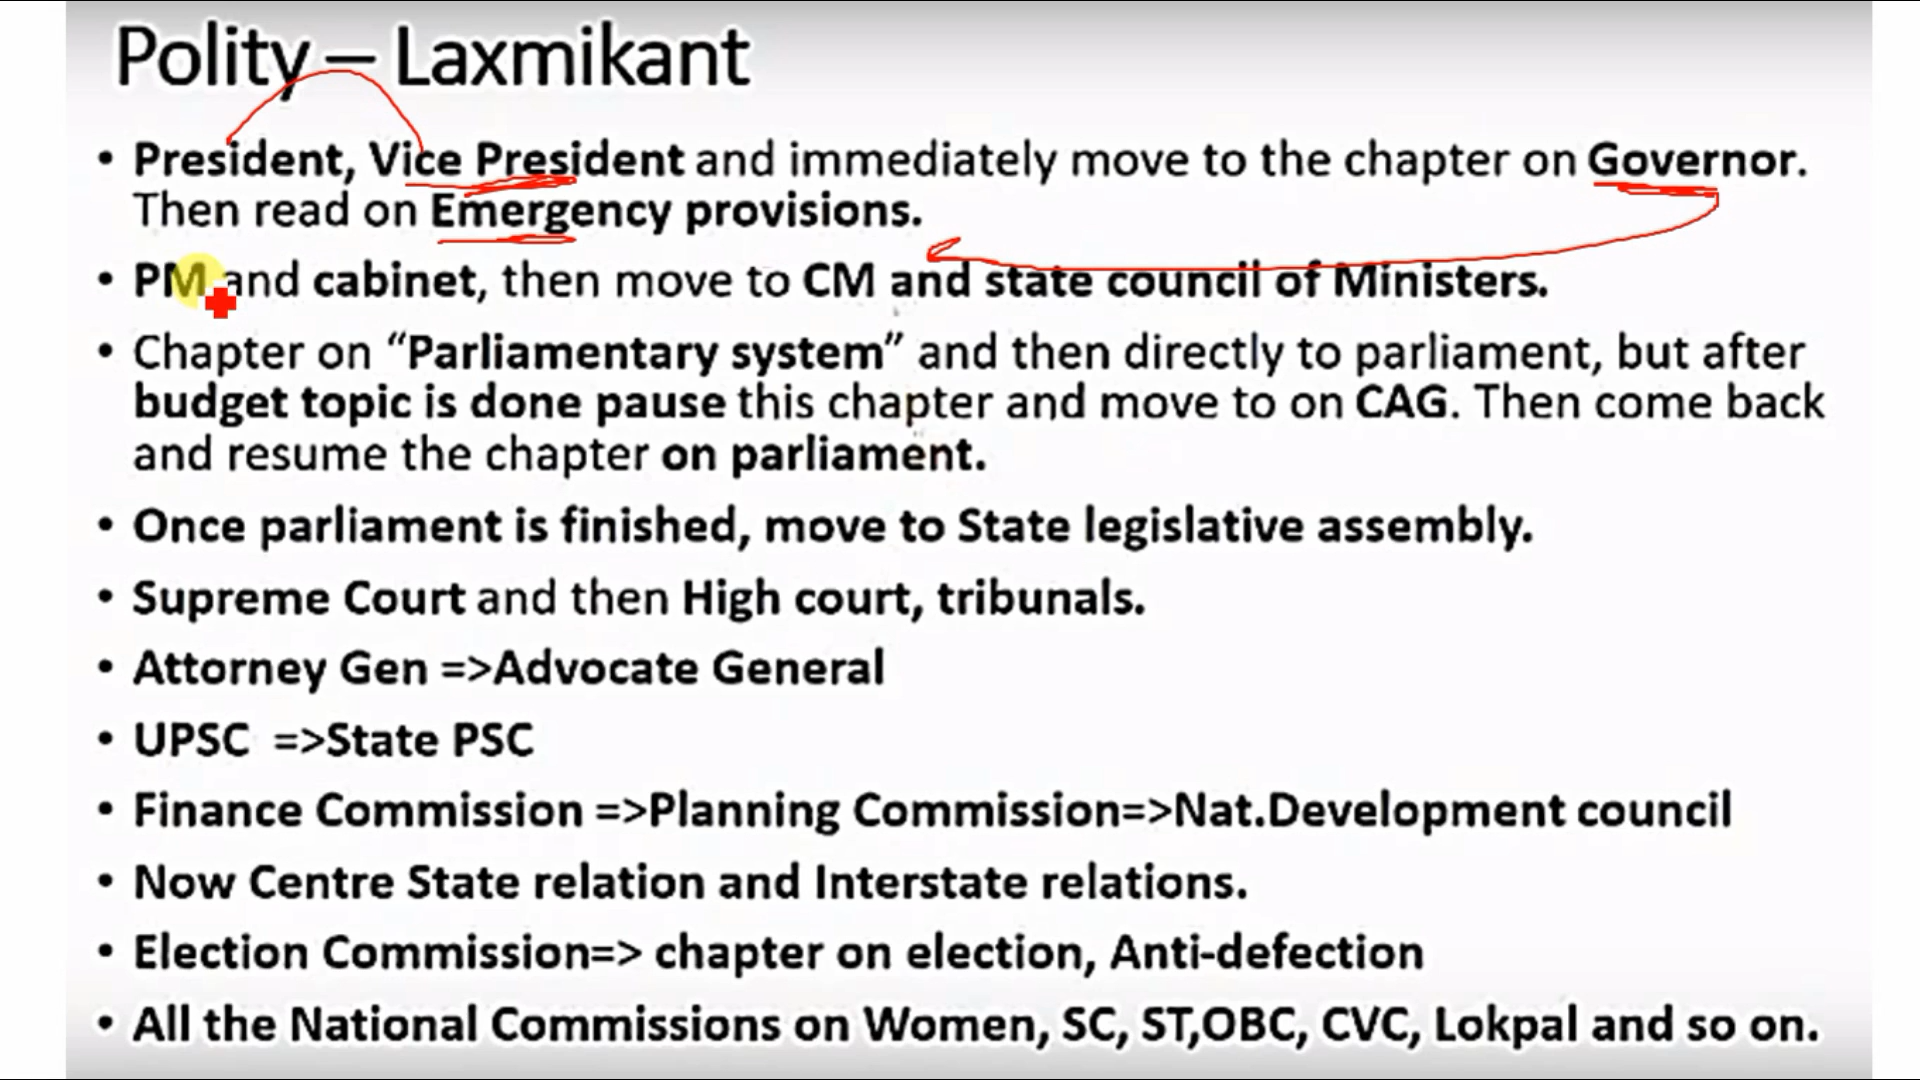 Polity – Laxmikant
• President, Vice President and immediately move to the chapter on Governor.
Then read on Emergency provisions.
• PM and cabinet, then move to CM and state council of Ministers.
• Chapter on “Parliamentary system” and then directly to parliament, but after
budget topic is done pause this chapter and move to on CAG. Then come back
and resume the chapter on parliament.
• Once parliament is finished, move to State legislative assembly.
• Supreme Court and then High court, tribunals.
• Attorney Gen =>Advocate General
• UPSC =>State PSC
• Finance Commission =>Planning Commission=>Nat.Development council
• Now Centre State relation and Interstate relations.
• Election Commission=> chapter on election, Anti-defection
• All the National Commissions on Women, SC, ST,OBC, CVC, Lokpal and so on.